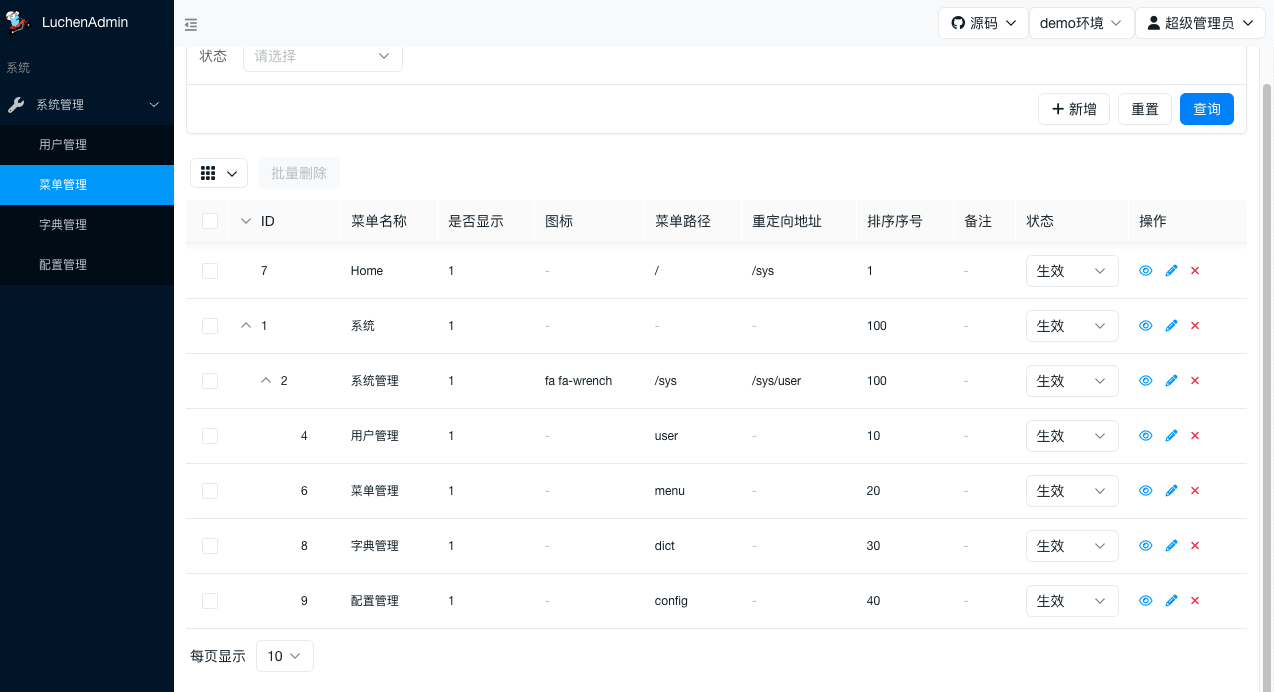 LuchenAdmin
源码
demo环境
超级管理员
系统
系统管理
用户管理
菜单管理
字典管理
配置管理
状态 请选择
新增 重置 查询
批量删除
ID 菜单名称 是否显示 图标 菜单路径 重定向地址 排序序号 备注 状态 操作
7 Home 1 - / /sys 1 - 生效
1 系统 1 - - - 100 - 生效
2 系统管理 1 fa fa-wrench /sys /sys/user 100 - 生效
4 用户管理 1 - user - 10 - 生效
6 菜单管理 1 - menu - 20 - 生效
8 字典管理 1 - dict - 30 - 生效
9 配置管理 1 - config - 40 - 生效
每页显示 10